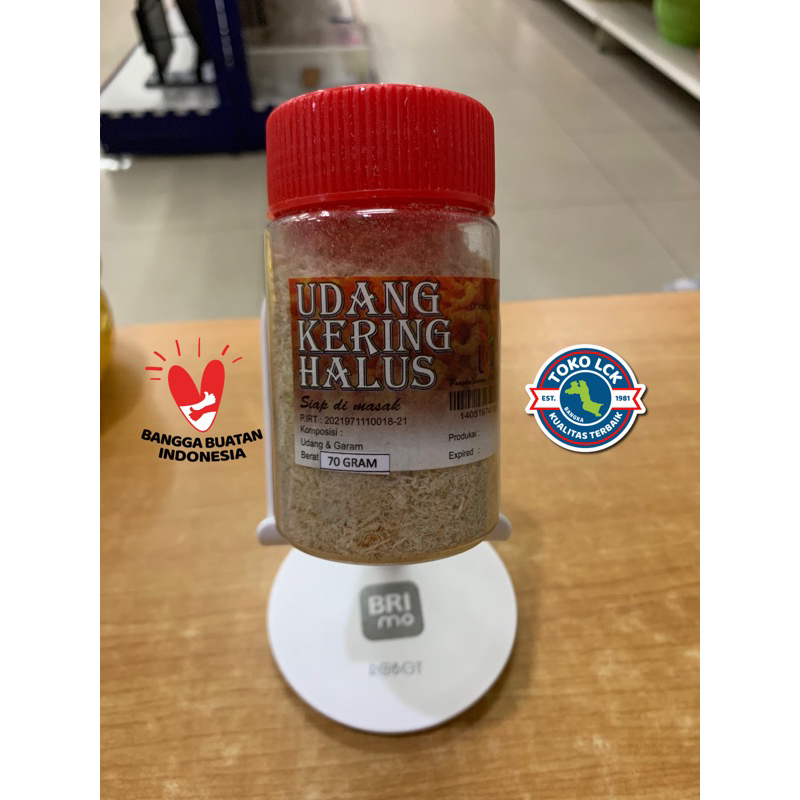 UDANG
KERING
HALUS
Siap di masak
P.IRT : 2021971110018-21
Komposisi :
Udang & Garam
Berat
70 GRAM
Produksi :
Expired :
BANGGA BUATAN
INDONESIA
TOKO LCK
EST.
1981
BANGKA
KUALITAS TERBAIK
BRI
mo
ROBOT